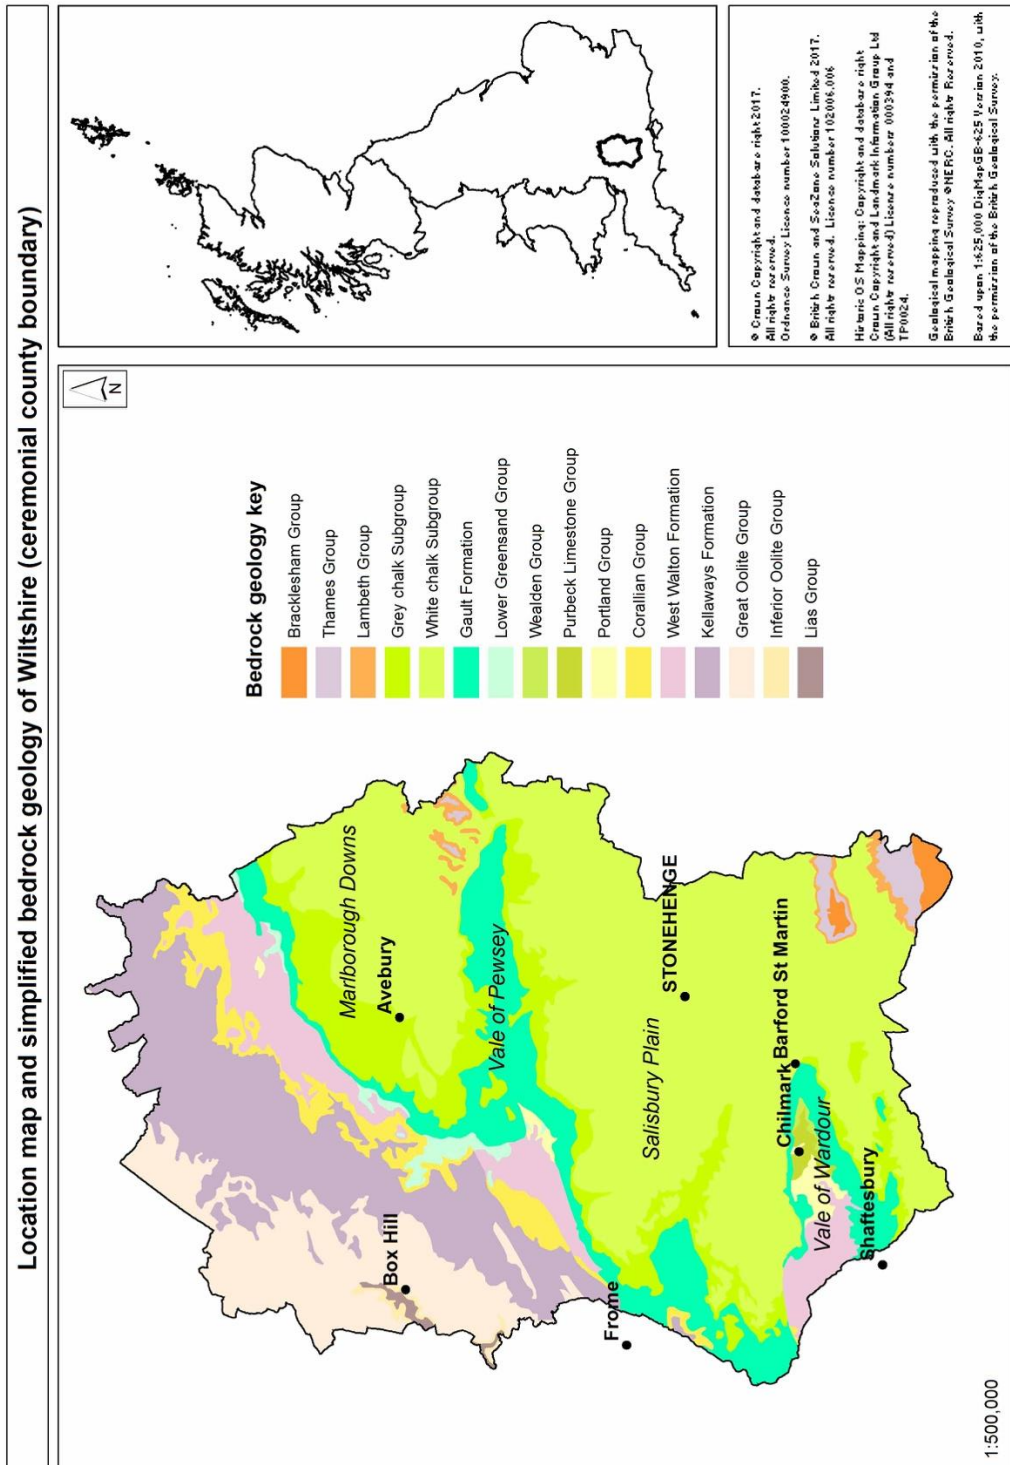 Location map and simplified bedrock geology of Wiltshire (ceremonial county boundary)
N
Bedrock geology key
Bracklesham Group
Thames Group
Lambeth Group
Grey chalk Subgroup
White chalk Subgroup
Gault Formation
Lower Greensand Group
Wealden Group
Purbeck Limestone Group
Portland Group
Corallian Group
West Walton Formation
Kellaways Formation
Great Oolite Group
Inferior Oolite Group
Lias Group
Marlborough Downs
Avebury
Box Hill
Vale of Pewsey
Frome
Salisbury Plain
STONEHENGE
Chilmark
Barford St Martin
Vale of Wardour
Shaftesbury
1:500,000
© Crown Copyright and database right 2017.
All rights reserved.
Ordnance Survey Licence number 100024900.
© British Crown and SeaZone Solutions Limited 2017.
All rights reserved. Licence number 102006.006
Historic OS Mapping: Copyright and database right
Crown Copyright and Landmark Information Group Ltd
(All rights reserved) License numbers 000394 and
TP0024.
Geological mapping reproduced with the permission of the
British Geological Survey ©NERC. All rights Reserved.
Based upon 1:625,000 DigMapGB-625 Version 2010, with
the permission of the British Geological Survey.